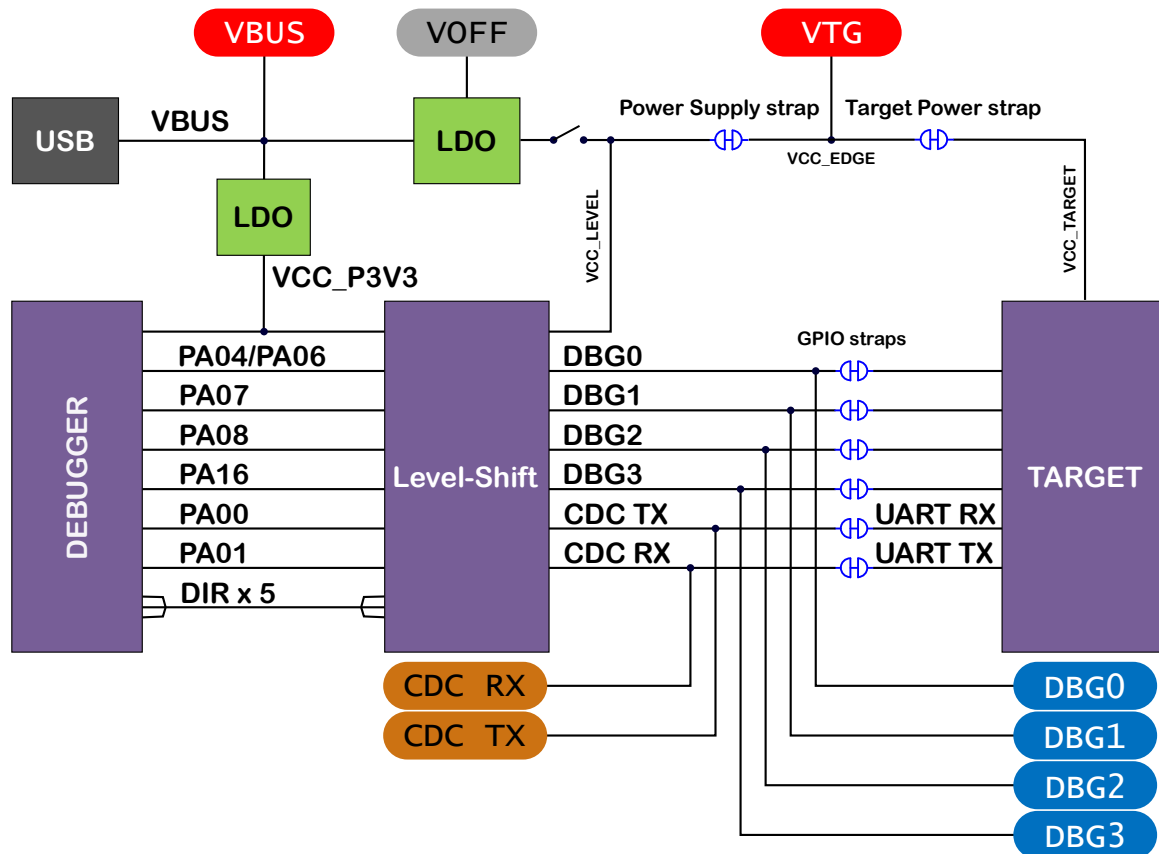 VBUS
VOFF
VTG
Power Supply strap
Target Power strap
USB
VBUS
LDO
VCC_EDGE
LDO
VCC_LEVEL
VCC_TARGET
VCC_P3V3
DEBUGGER
Level-Shift
TARGET
GPIO straps
PA04/PA06
DBG0
PA07
DBG1
PA08
DBG2
PA16
DBG3
PA00
CDC TX
UART RX
PA01
CDC RX
UART TX
DIR x 5
CDC RX
DBG0
CDC TX
DBG1
DBG2
DBG3